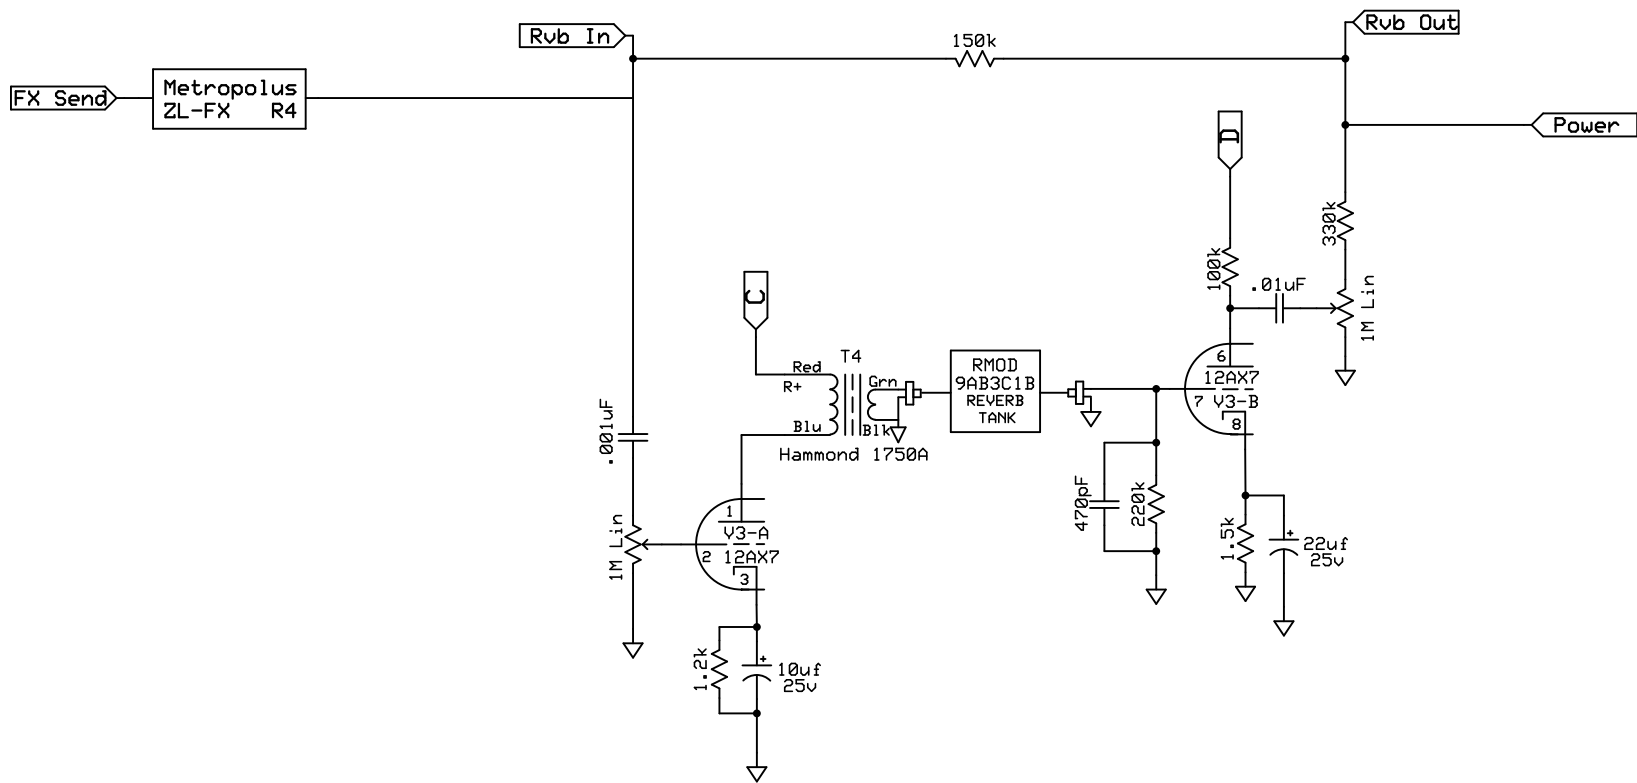 Rvb In
Rvb Out
150k
FX Send
Metropolus
ZL-FX R4
D
Power
330k
100k
.01uF
1M Lin
C
Red
R+
Blu
T4
Grn
Blk
Hammond 1750A
RMOD
9AB3C1B
REVERB
TANK
6
12AX7
7 V3-B
8
.001uF
1M Lin
1
V3-A
2 12AX7
3
470pF
220k
1.5k
+
22uf
25v
1.2k
+
10uf
25v